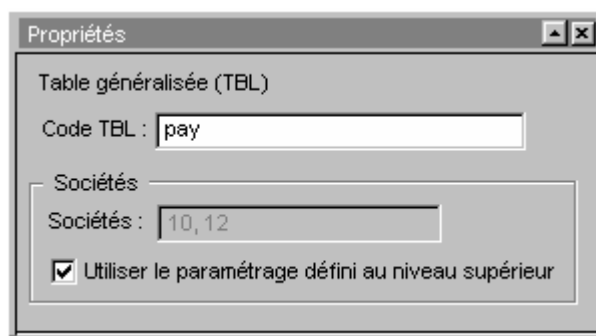 Propriétés
Table généralisée (TBL)
Code TBL : pay
Sociétés
Sociétés : 10, 12
Utiliser le paramétrage défini au niveau supérieur